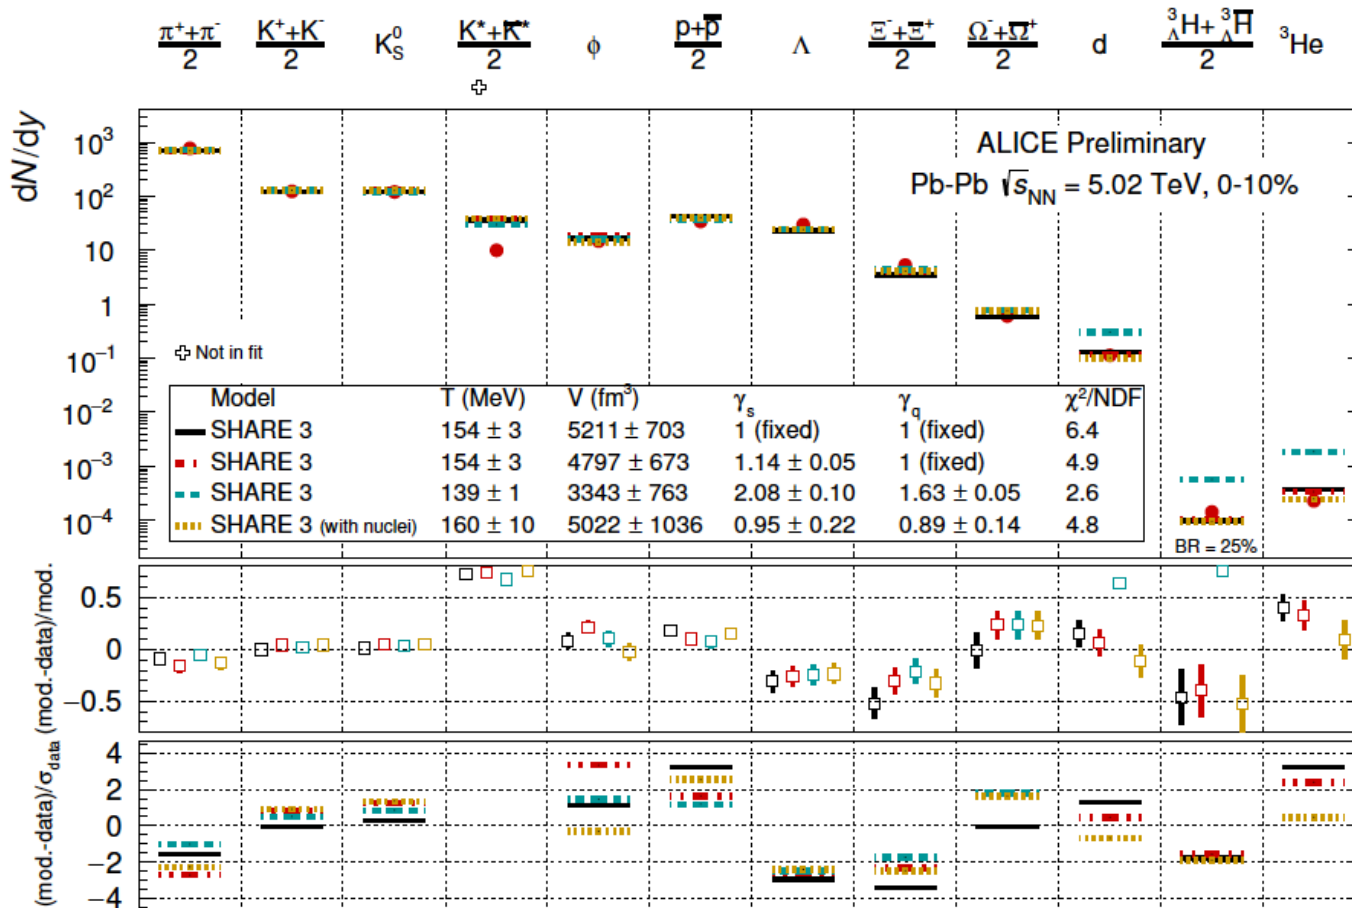 π⁺+π⁻ K⁺+K⁻ K*+K̅* p+p̅ Ξ⁻+Ξ̅⁺ Ω⁻+Ω̅⁺ ³ΛH+³ΛH̅
2 2 K⁰S 2 ϕ 2 Λ 2 2 d 2 ³He
dN/dy
10³
10²
10
1
10⁻¹
10⁻²
10⁻³
10⁻⁴
ALICE Preliminary
Pb-Pb √sNN = 5.02 TeV, 0-10%
Not in fit
Model T (MeV) V (fm³) γs γq χ²/NDF
SHARE 3 154 ± 3 5211 ± 703 1 (fixed) 1 (fixed) 6.4
SHARE 3 154 ± 3 4797 ± 673 1.14 ± 0.05 1 (fixed) 4.9
SHARE 3 139 ± 1 3343 ± 763 2.08 ± 0.10 1.63 ± 0.05 2.6
SHARE 3 (with nuclei) 160 ± 10 5022 ± 1036 0.95 ± 0.22 0.89 ± 0.14 4.8
BR = 25%
(mod.-data)/mod.
0.5
0
−0.5
(mod.-data)/σdata
4
2
0
−2
−4